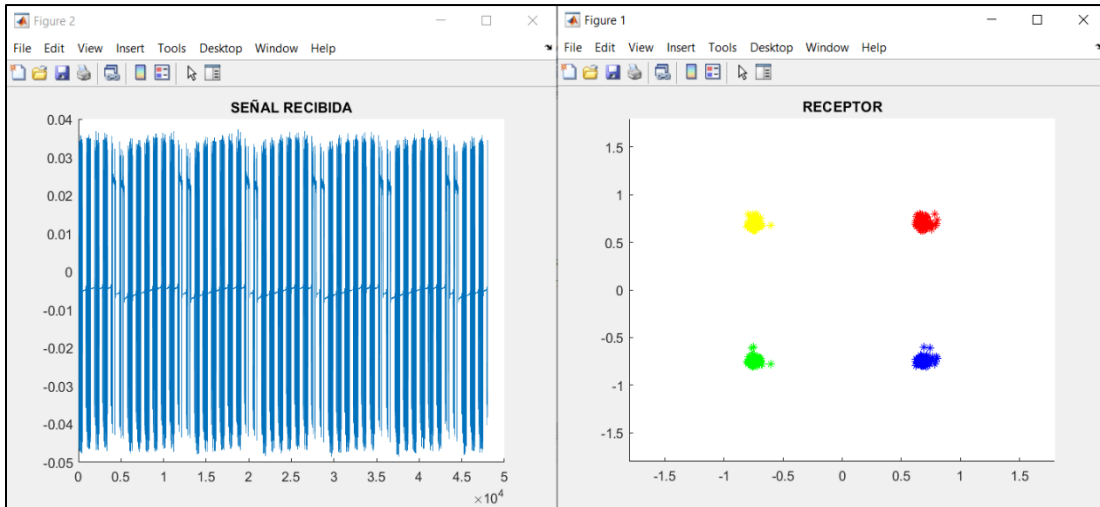 Figure 2
File Edit View Insert Tools Desktop Window Help
SEÑAL RECIBIDA
0.04
0.03
0.02
0.01
0
-0.01
-0.02
-0.03
-0.04
-0.05
0 0.5 1 1.5 2 2.5 3 3.5 4 4.5 5
×10⁴
Figure 1
File Edit View Insert Tools Desktop Window Help
RECEPTOR
1.5
1
0.5
0
-0.5
-1
-1.5
-1.5 -1 -0.5 0 0.5 1 1.5